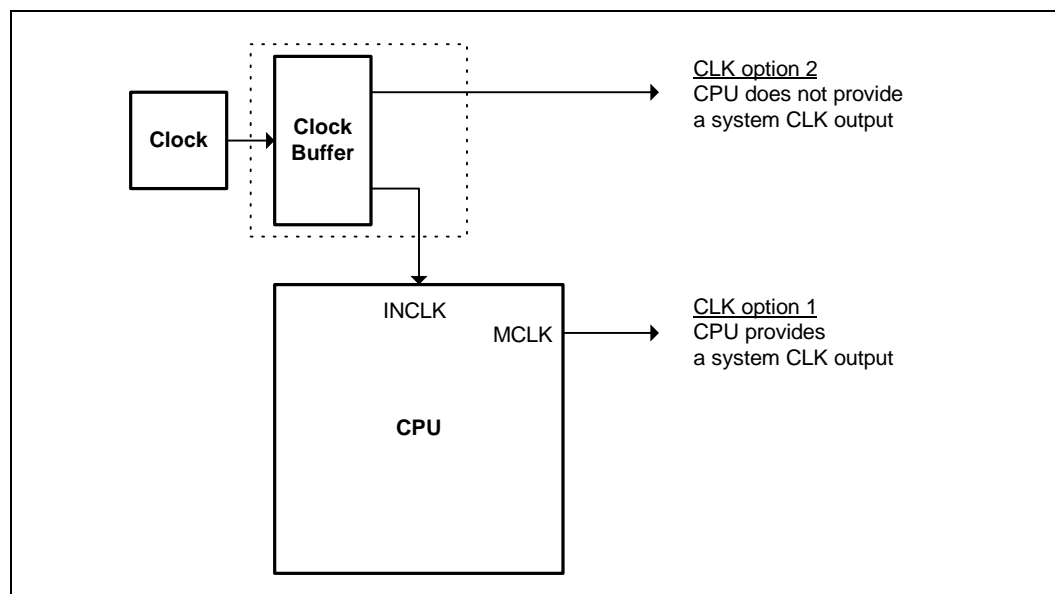 CLK option 2
CPU does not provide
a system CLK output
Clock
Clock
Buffer
INCLK
MCLK
CLK option 1
CPU provides
a system CLK output
CPU